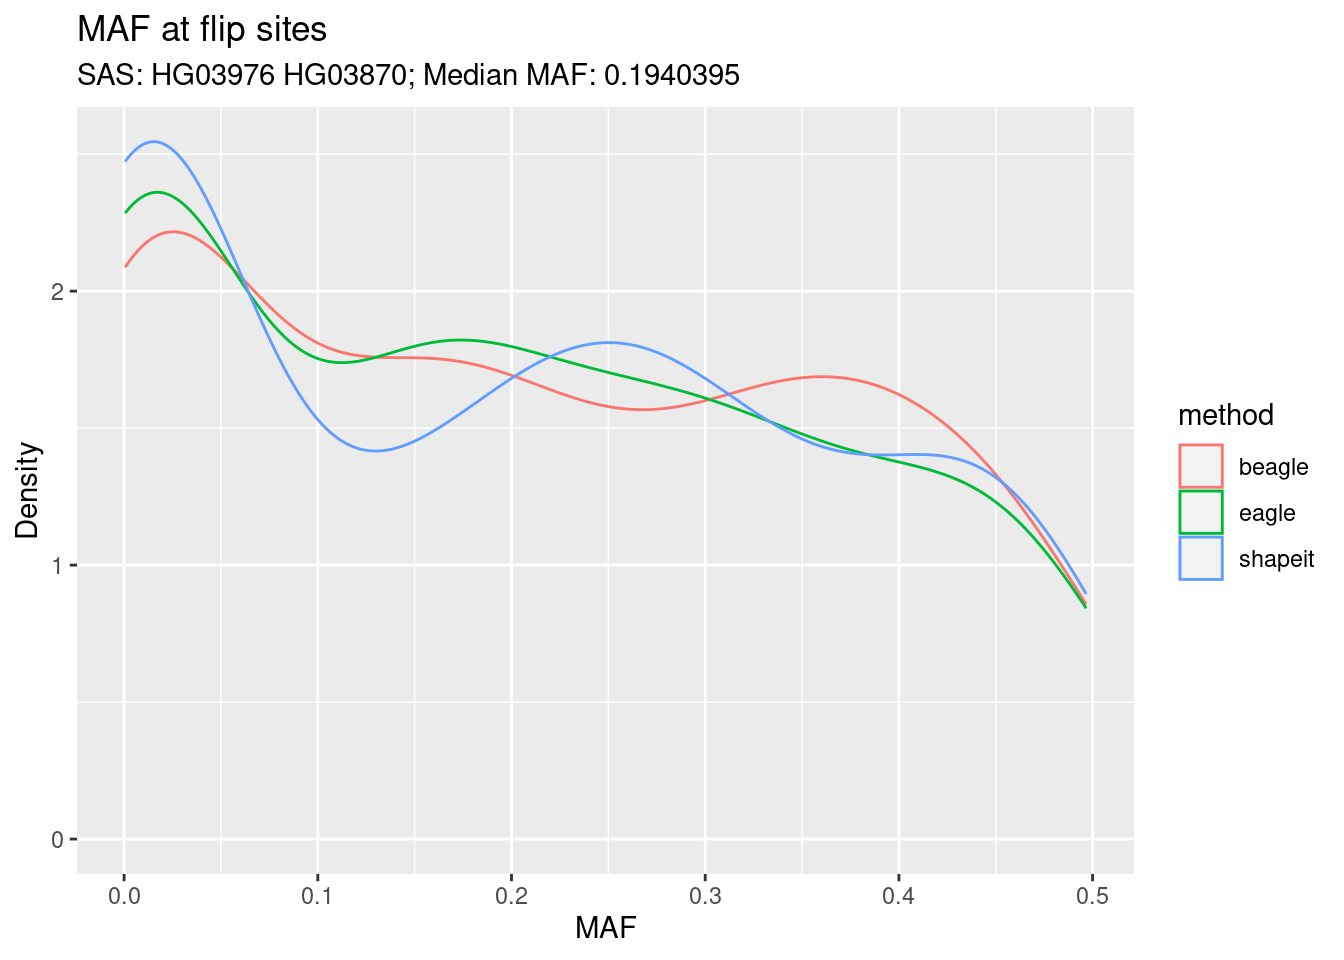 MAF at flip sites
SAS: HG03976 HG03870; Median MAF: 0.1940395
Density
2
1
0
0.0 0.1 0.2 0.3 0.4 0.5
MAF
method
beagle
eagle
shapeit